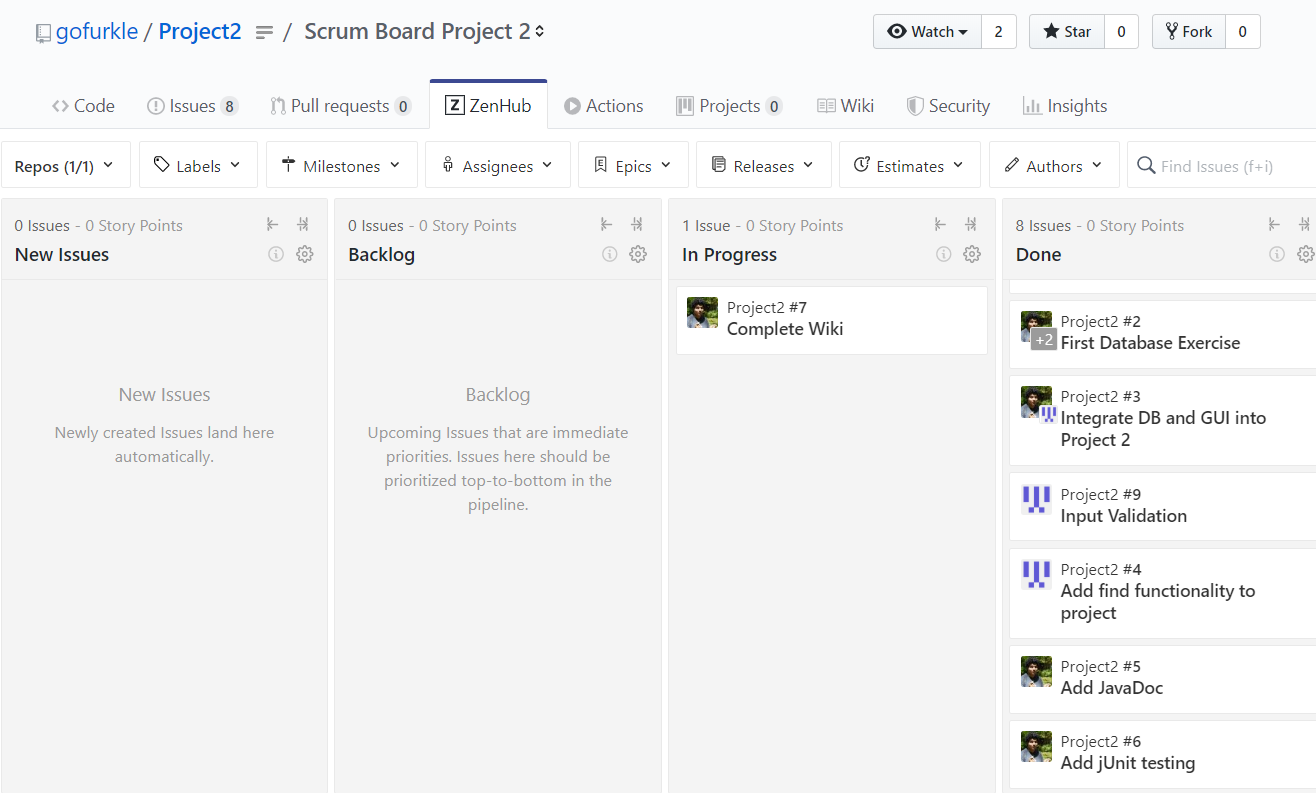 gofurkle / Project2 / Scrum Board Project 2
Watch 2 Star 0 Fork 0
Code Issues 8 Pull requests 0 ZenHub Actions Projects 0 Wiki Security Insights
Repos (1/1) Labels Milestones Assignees Epics Releases Estimates Authors Find Issues (f+i)
0 Issues - 0 Story Points
New Issues
New Issues
Newly created Issues land here
automatically.
0 Issues - 0 Story Points
Backlog
Backlog
Upcoming Issues that are immediate
priorities. Issues here should be
prioritized top-to-bottom in the
pipeline.
1 Issue - 0 Story Points
In Progress
Project2 #7
Complete Wiki
8 Issues - 0 Story Points
Done
Project2 #2
+2
First Database Exercise
Project2 #3
Integrate DB and GUI into
Project 2
Project2 #9
Input Validation
Project2 #4
Add find functionality to
project
Project2 #5
Add JavaDoc
Project2 #6
Add jUnit testing